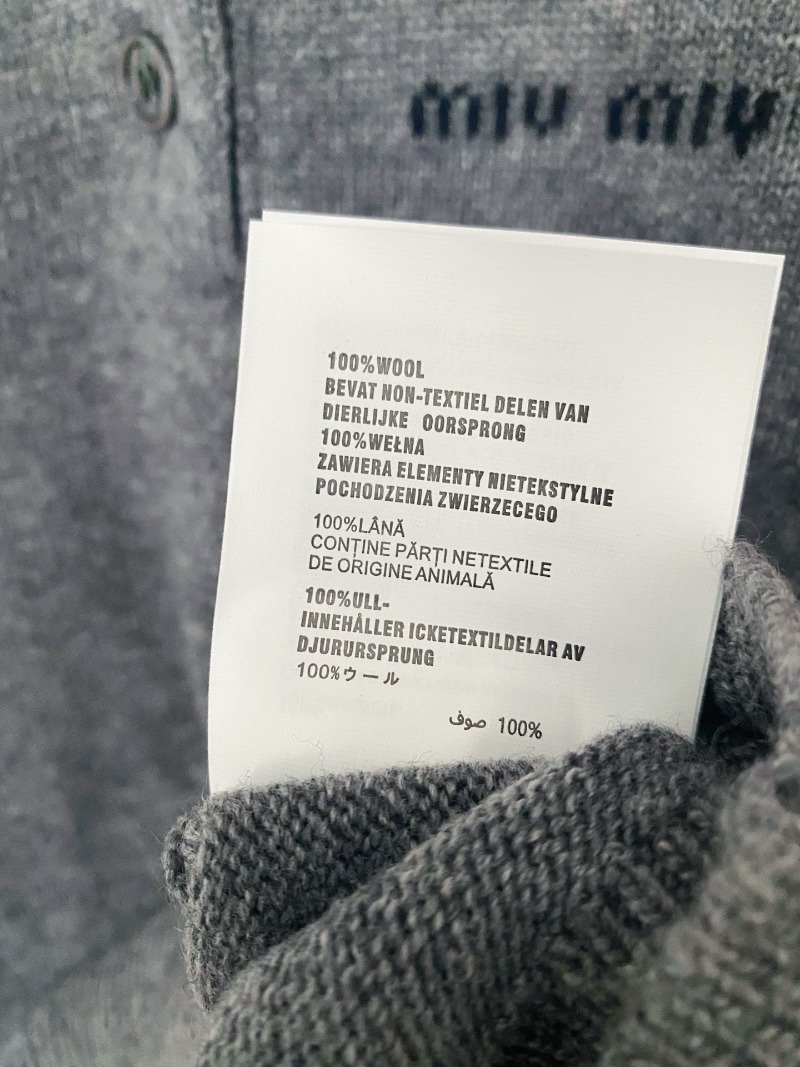 miu miu
100%WOOL
BEVAT NON-TEXTIEL DELEN VAN
DIERLIJKE OORSPRONG
100%WEŁNA
ZAWIERA ELEMENTY NIETEKSTYLNE
POCHODZENIA ZWIERZECEGO
100%LÂNĂ
CONȚINE PĂRȚI NETEXTILE
DE ORIGINE ANIMALĂ
100%ULL-
INNEHÅLLER ICKETEXTILDELAR AV
DJURURSPRUNG
100%ウール
100% صوف